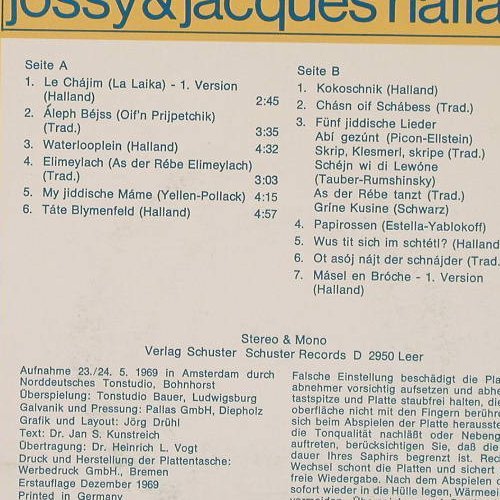 jossy & jacques halla
Seite A
1. Le Chájim (La Laika) - 1. Version
(Halland) 2:45
2. Áleph Béjss (Oif'n Prijpetchik)
(Trad.) 3:35
3. Waterlooplein (Halland) 4:32
4. Elimeylach (As der Rébe Elimeylach)
(Trad.) 3:03
5. My jiddische Máme (Yellen-Pollack) 4:15
6. Táte Blymenfeld (Halland) 4:57
Seite B
1. Kokoschnik (Halland)
2. Chásn oif Schábess (Trad.)
3. Fünf jiddische Lieder
Abí gezúnt (Picon-Ellstein)
Skrip, Klesmerl, skripe (Trad.)
Schéjn wi di Lewóne
(Tauber-Rumshinsky)
As der Rébe tanzt (Trad.)
Gríne Kusine (Schwarz)
4. Papirossen (Estella-Yablokoff)
5. Wus tit sich im schtétl? (Halland
6. Ot asój nájt der schnájder (Trad.
7. Másel en Bróche - 1. Version
(Halland)
Stereo & Mono
Verlag Schuster Schuster Records D 2950 Leer
Aufnahme 23./24. 5. 1969 in Amsterdam durch
Norddeutsches Tonstudio, Bohnhorst
Überspielung: Tonstudio Bauer, Ludwigsburg
Galvanik und Pressung: Pallas GmbH, Diepholz
Grafik und Layout: Jörg Drühl
Text: Dr. Jan S. Kunstreich
Übertragung: Dr. Heinrich L. Vogt
Druck und Herstellung der Plattentasche:
Werbedruck GmbH., Bremen
Erstauflage Dezember 1969
Printed in Germany
Falsche Einstellung beschädigt die Pla
abnehmer vorsichtig aufsetzen und abhe
tastspitze und Platte staubfrei halten, die
oberfläche nicht mit den Fingern berühre
sich beim Abspielen der Platte herausste
die Tonqualität nachläßt oder Nebeng
auftreten, berücksichtigen Sie, daß die
dauer Ihres Saphirs begrenzt ist. Rec
Wechsel schont die Platten und sichert
freie Wiedergabe. Nach dem Abspielen
sofort wieder in die Hülle legen, Wärme